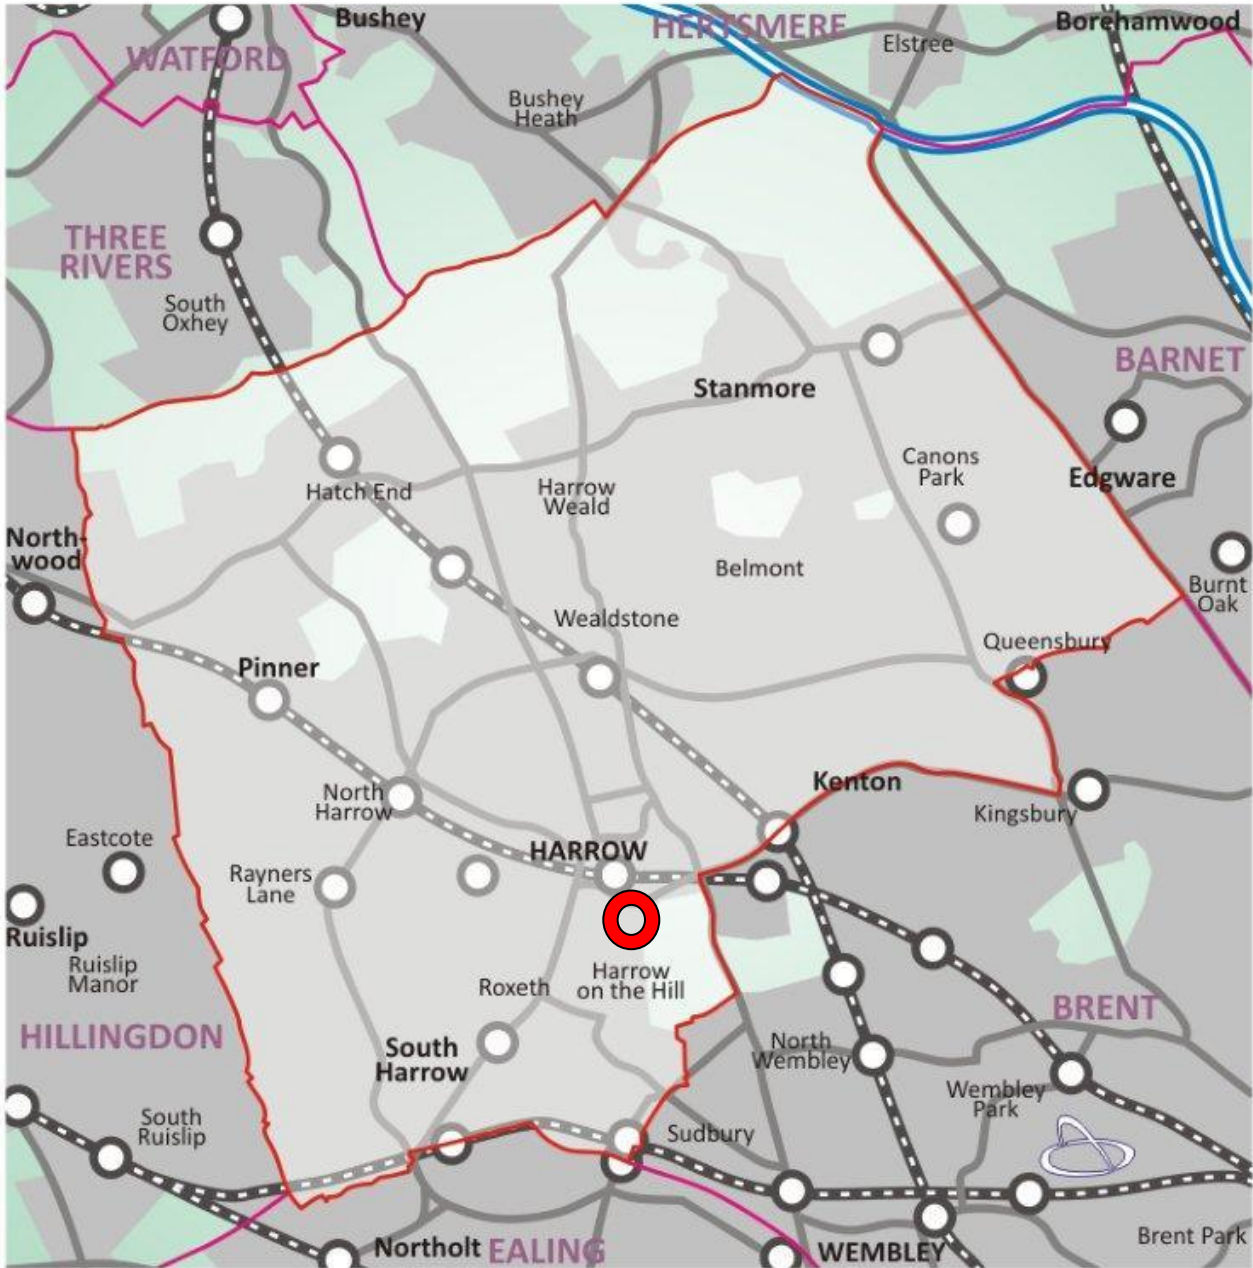 Bushey
HERTSMERE
Borehamwood
WATFORD
Elstree
Bushey
Heath
THREE
RIVERS
South
Oxhey
BARNET
Stanmore
Canons
Park
Edgware
Hatch End
Harrow
Weald
North-
wood
Belmont
Burnt
Oak
Wealdstone
Queensbury
Pinner
Kenton
North
Harrow
Kingsbury
Eastcote
HARROW
Rayners
Lane
Ruislip
Ruislip
Manor
Harrow
on the Hill
Roxeth
BRENT
HILLINGDON
South
Harrow
North
Wembley
Wembley
Park
South
Ruislip
Sudbury
Northolt
EALING
WEMBLEY
Brent Park